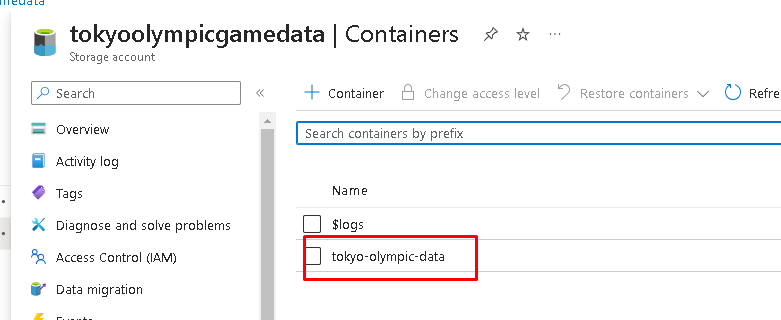 medata
tokyoolympicgamedata | Containers
Storage account
Search
Overview
Activity log
Tags
Diagnose and solve problems
Access Control (IAM)
Data migration
Events
Container
Change access level
Restore containers
Refre
Search containers by prefix
Name
$logs
tokyo-olympic-data